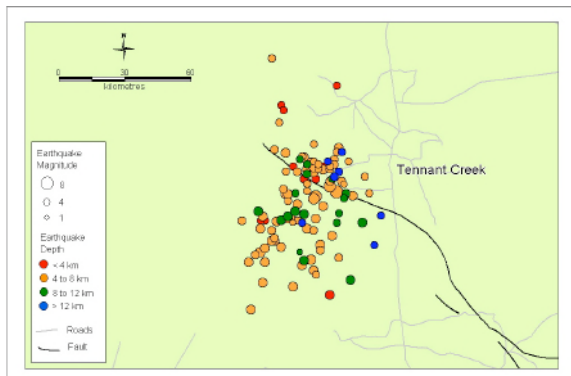 N
0 30 60
kilometres
Tennant Creek
Earthquake
Magnitude
8
4
1
Earthquake
Depth
< 4 km
4 to 8 km
8 to 12 km
> 12 km
Roads
Fault